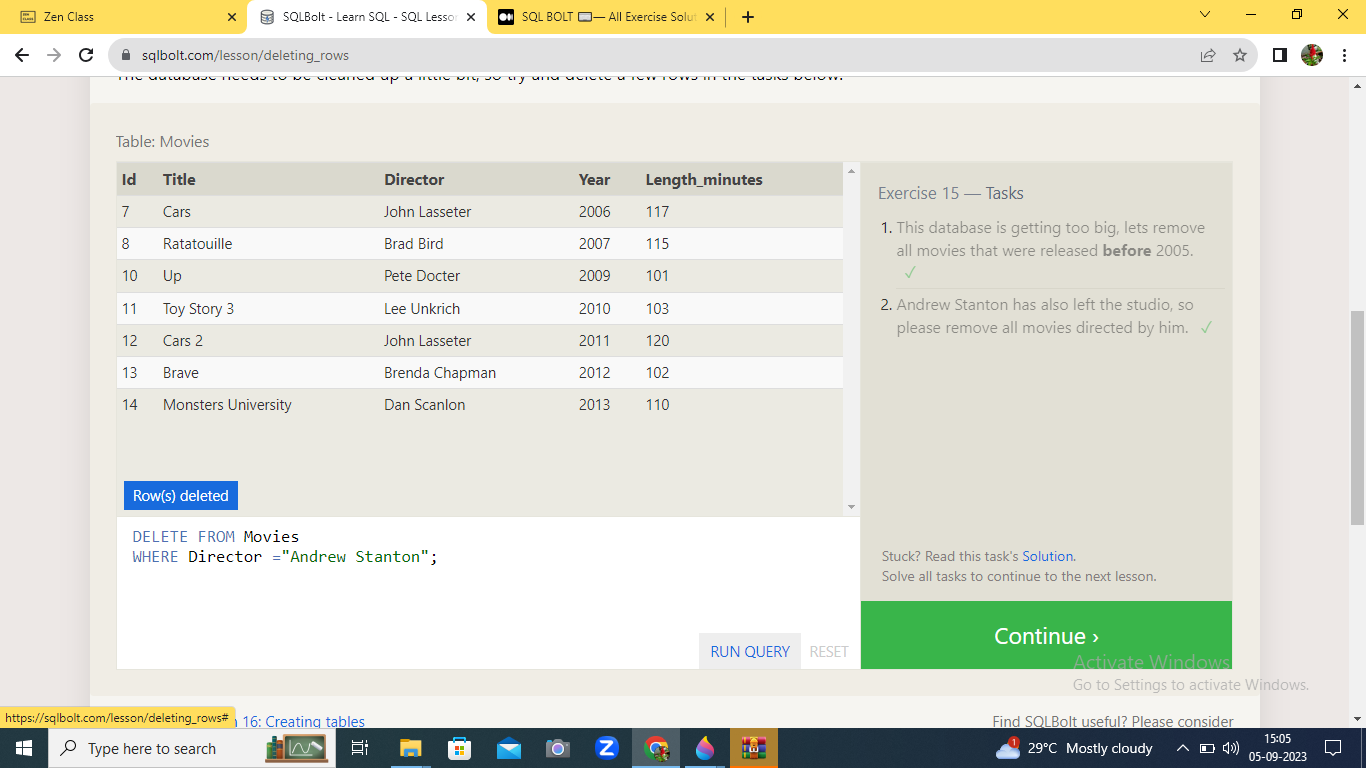 Zen Class
SQLBolt - Learn SQL - SQL Lesson
SQL BOLT — All Exercise Solut
sqlbolt.com/lesson/deleting_rows
The database needs to be cleaned up a little bit, so try and delete a few rows in the tasks below.
Table: Movies
Id Title Director Year Length_minutes
7 Cars John Lasseter 2006 117
8 Ratatouille Brad Bird 2007 115
10 Up Pete Docter 2009 101
11 Toy Story 3 Lee Unkrich 2010 103
12 Cars 2 John Lasseter 2011 120
13 Brave Brenda Chapman 2012 102
14 Monsters University Dan Scanlon 2013 110
Row(s) deleted
DELETE FROM Movies
WHERE Director ="Andrew Stanton";
RUN QUERY RESET
Exercise 15 — Tasks
1. This database is getting too big, lets remove
all movies that were released before 2005.
✓
2. Andrew Stanton has also left the studio, so
please remove all movies directed by him. ✓
Stuck? Read this task's Solution.
Solve all tasks to continue to the next lesson.
Continue ›
Activate Windows
Go to Settings to activate Windows.
https://sqlbolt.com/lesson/deleting_rows#
16: Creating tables
Find SQLBolt useful? Please consider
Type here to search
1
29°C Mostly cloudy
15:05
05-09-2023